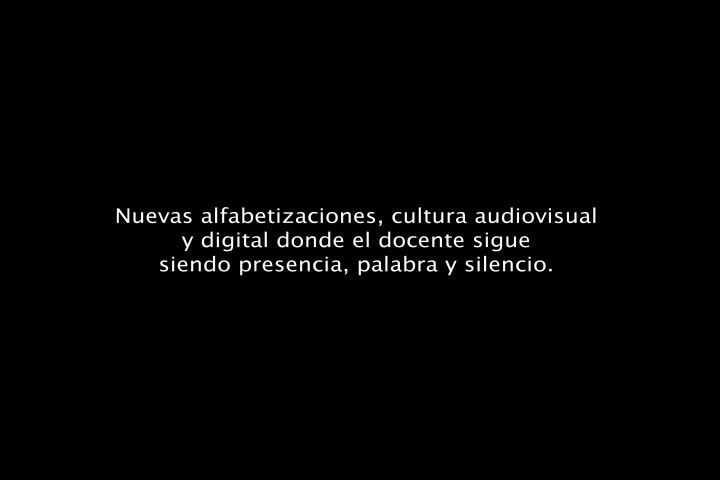 Nuevas alfabetizaciones, cultura audiovisual
y digital donde el docente sigue
siendo presencia, palabra y silencio.